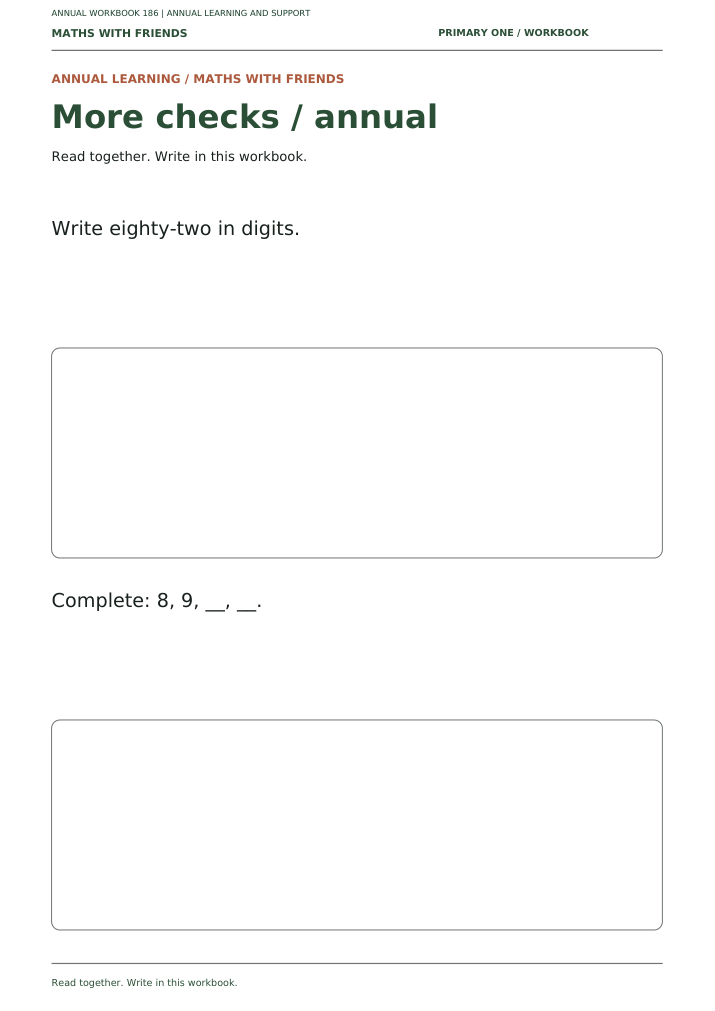 ANNUAL WORKBOOK 186 | ANNUAL LEARNING AND SUPPORT
MATHS WITH FRIENDS
PRIMARY ONE / WORKBOOK
ANNUAL LEARNING / MATHS WITH FRIENDS
More checks / annual
Read together. Write in this workbook.
Write eighty-two in digits.
Complete: 8, 9, __, __.
Read together. Write in this workbook.